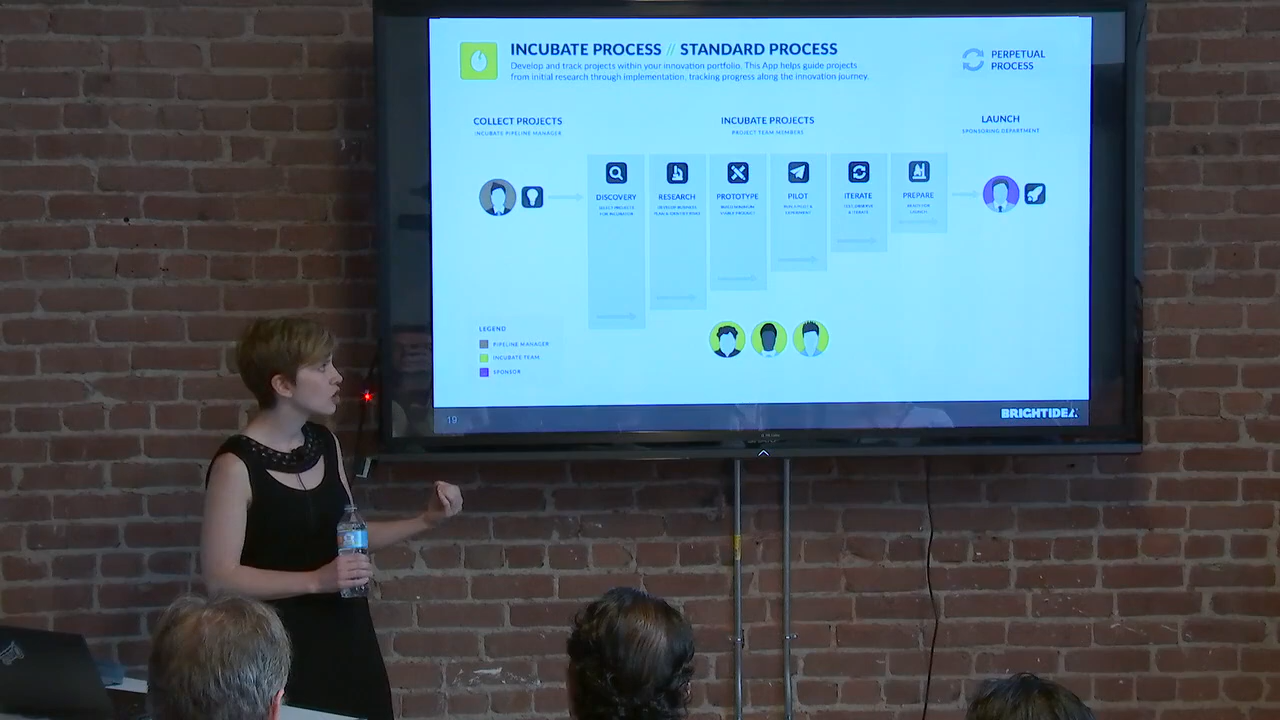 INCUBATE PROCESS // STANDARD PROCESS
Develop and track projects within your innovation portfolio. This App helps guide projects
from initial research through implementation, tracking progress along the innovation journey.
PERPETUAL
PROCESS
COLLECT PROJECTS
INCUBATE PIPELINE MANAGER
INCUBATE PROJECTS
PROJECT TEAM MEMBERS
LAUNCH
SPONSORING DEPARTMENT
DISCOVERY
RESEARCH
PROTOTYPE
PILOT
ITERATE
PREPARE
LEGEND
PIPELINE MANAGER
INCUBATE TEAM
SPONSOR
19
BRIGHTIDEA